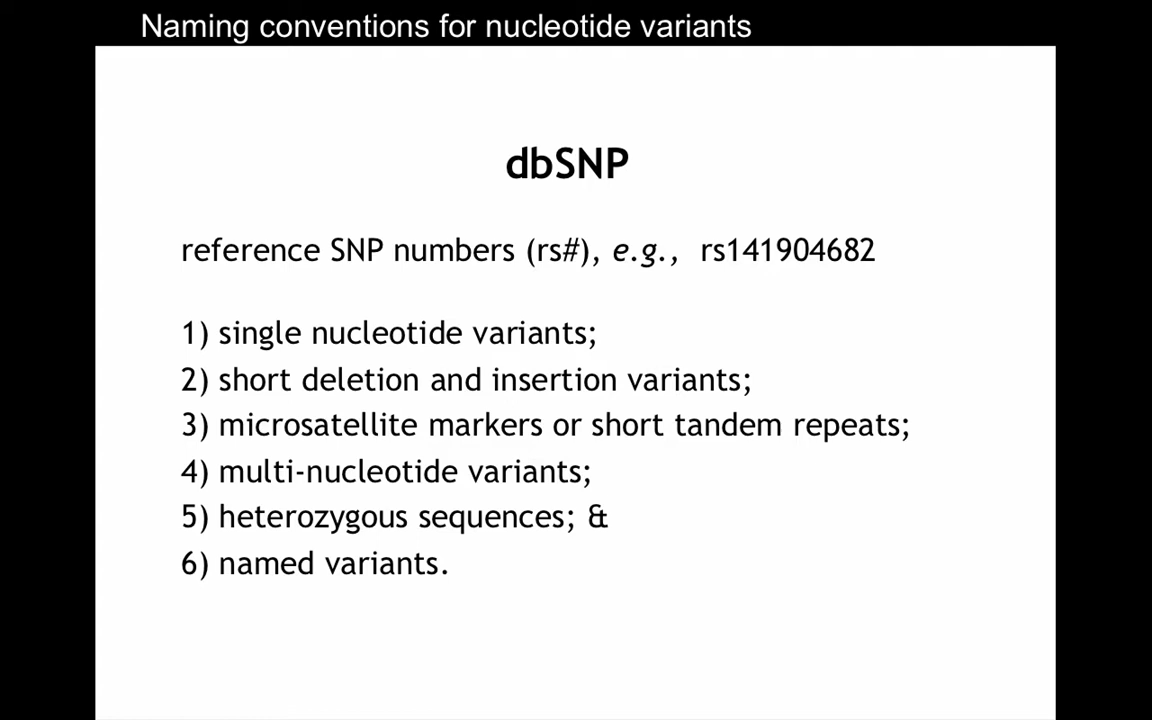 Naming conventions for nucleotide variants
dbSNP
reference SNP numbers (rs#), e.g., rs141904682
1) single nucleotide variants;
2) short deletion and insertion variants;
3) microsatellite markers or short tandem repeats;
4) multi-nucleotide variants;
5) heterozygous sequences; &
6) named variants.